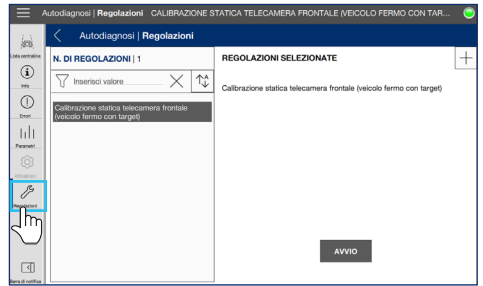 Autodiagnosi | Regolazioni CALIBRAZIONE STATICA TELECAMERA FRONTALE (VEICOLO FERMO CON TAR...
Autodiagnosi | Regolazioni
Lista centraline
Info
Errori
Parametri
Attivazioni
Regolazioni
Barra di notifica
N. DI REGOLAZIONI | 1
Inserisci valore
Calibrazione statica telecamera frontale
(veicolo fermo con target)
REGOLAZIONI SELEZIONATE
Calibrazione statica telecamera frontale (veicolo fermo con target)
AVVIO